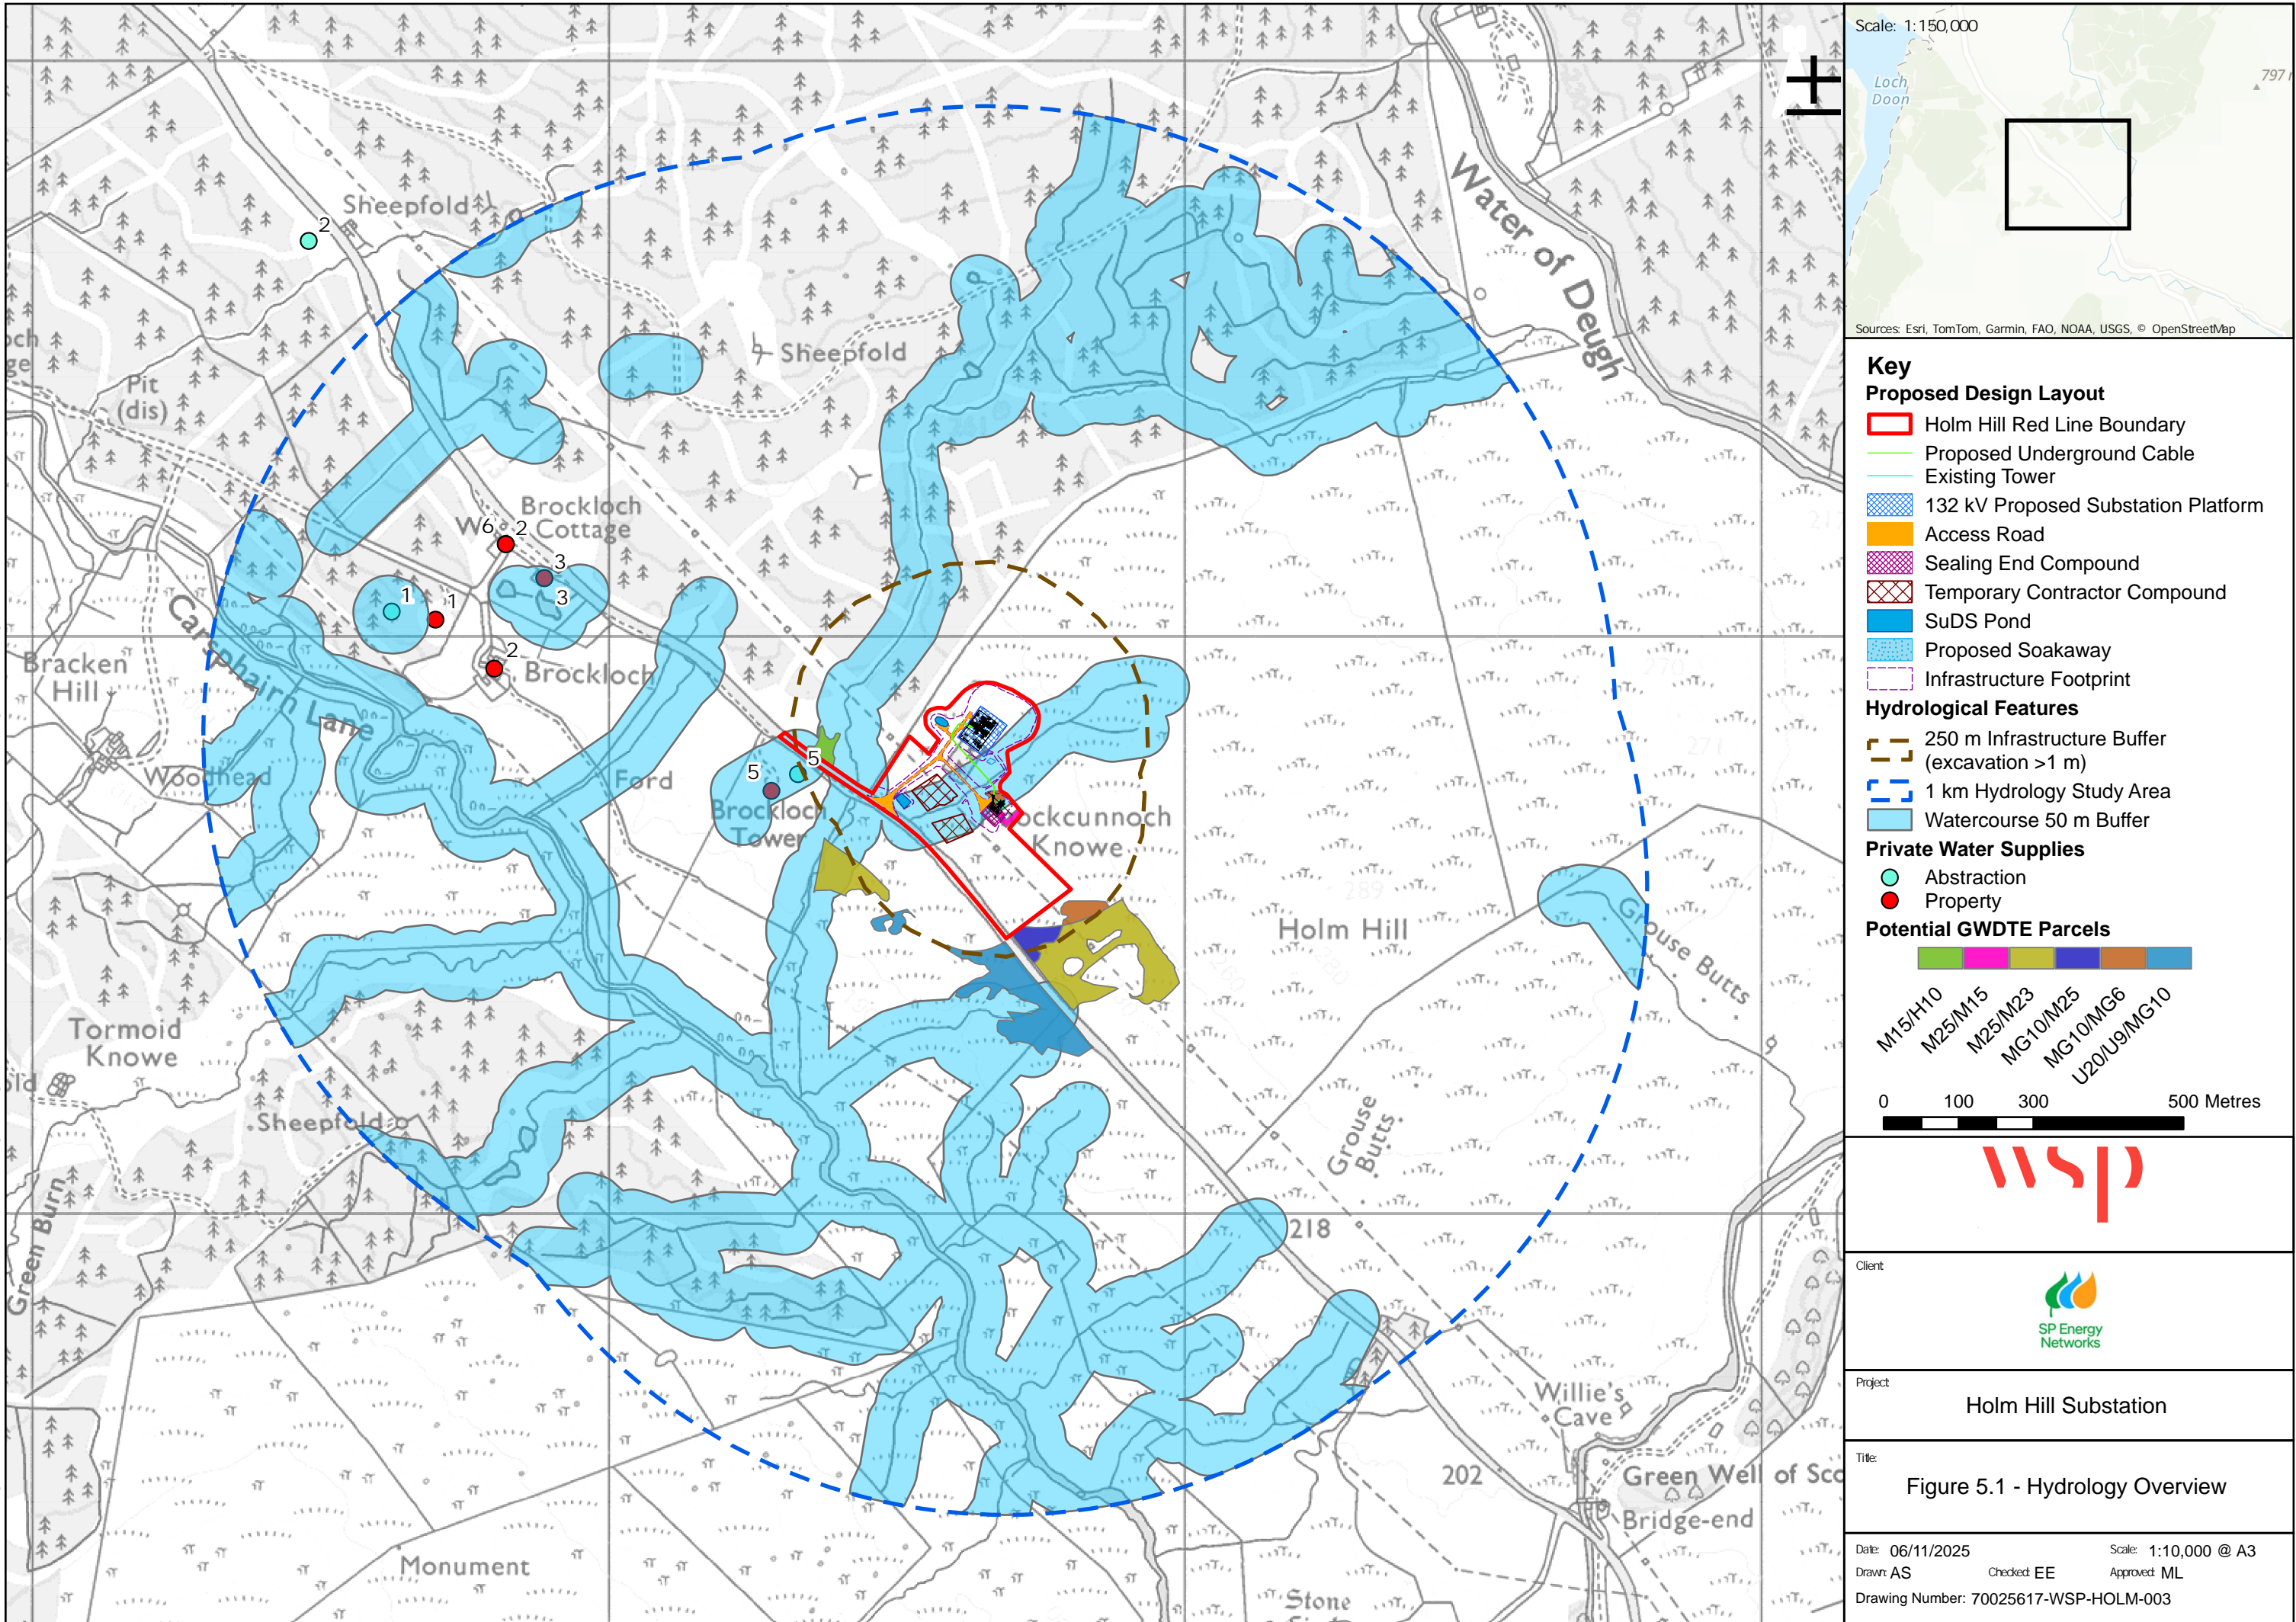 Sheepfold
2
Sheepfold
Pit
(dis)
Water of Deugh
Brockloch
Cottage
W
6
2
3
3
1
1
2
Brockloch
Bracken
Hill
Carsphairn Lane
Woodhead
Ford
5
5
Brockloch
Tower
ockcunnoch
Knowe
271
289
280
Holm Hill
Grouse Butts
Tormoid
Knowe
Sheepfold
Grouse
Butts
Green Burn
218
Willie's
Cave
202
Green Well of Sco
Bridge-end
Monument
Stone
Scale: 1:150,000
Loch
Doon
797
Sources: Esri, TomTom, Garmin, FAO, NOAA, USGS, © OpenStreetMap
Key
Proposed Design Layout
Holm Hill Red Line Boundary
Proposed Underground Cable
Existing Tower
132 kV Proposed Substation Platform
Access Road
Sealing End Compound
Temporary Contractor Compound
SuDS Pond
Proposed Soakaway
Infrastructure Footprint
Hydrological Features
250 m Infrastructure Buffer
(excavation >1 m)
1 km Hydrology Study Area
Watercourse 50 m Buffer
Private Water Supplies
Abstraction
Property
Potential GWDTE Parcels
M15/H10
M25/M15
M25/M23
MG10/M25
MG10/MG6
U20/U9/MG10
0 100 300 500 Metres
wsp
Client
SP Energy
Networks
Project
Holm Hill Substation
Title:
Figure 5.1 - Hydrology Overview
Date: 06/11/2025 Scale: 1:10,000 @ A3
Drawn: AS Checked: EE Approved: ML
Drawing Number: 70025617-WSP-HOLM-003